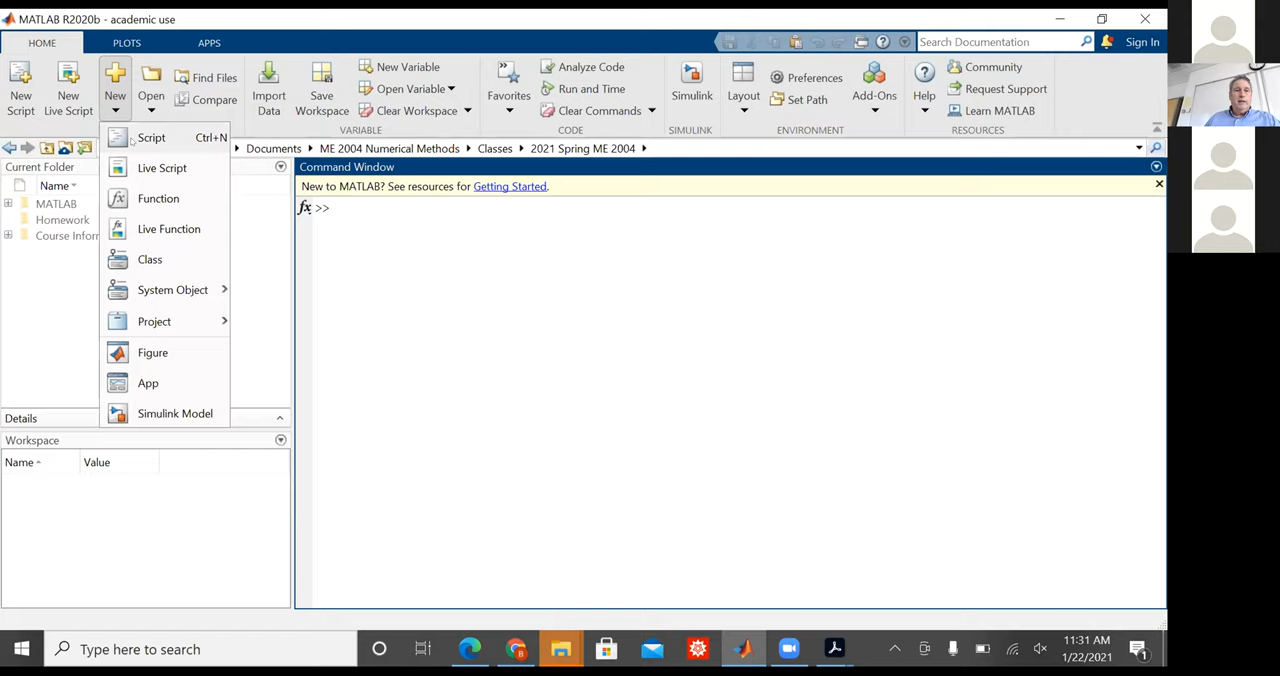 MATLAB R2020b - academic use
HOME PLOTS APPS
Search Documentation
Sign In
New Script
New Live Script
New
Open
Find Files
Compare
Import Data
Save Workspace
New Variable
Open Variable
Clear Workspace
VARIABLE
Favorites
Analyze Code
Run and Time
Clear Commands
CODE
Simulink
SIMULINK
Layout
Preferences
Set Path
Add-Ons
ENVIRONMENT
Help
Community
Request Support
Learn MATLAB
RESOURCES
Script Ctrl+N
Live Script
Function
Live Function
Class
System Object
Project
Figure
App
Simulink Model
Documents ME 2004 Numerical Methods Classes 2021 Spring ME 2004
Current Folder
Name
MATLAB
Homework
Course Infor
Details
Workspace
Name Value
Command Window
New to MATLAB? See resources for Getting Started.
fx >>
Type here to search
11:31 AM
1/22/2021
1